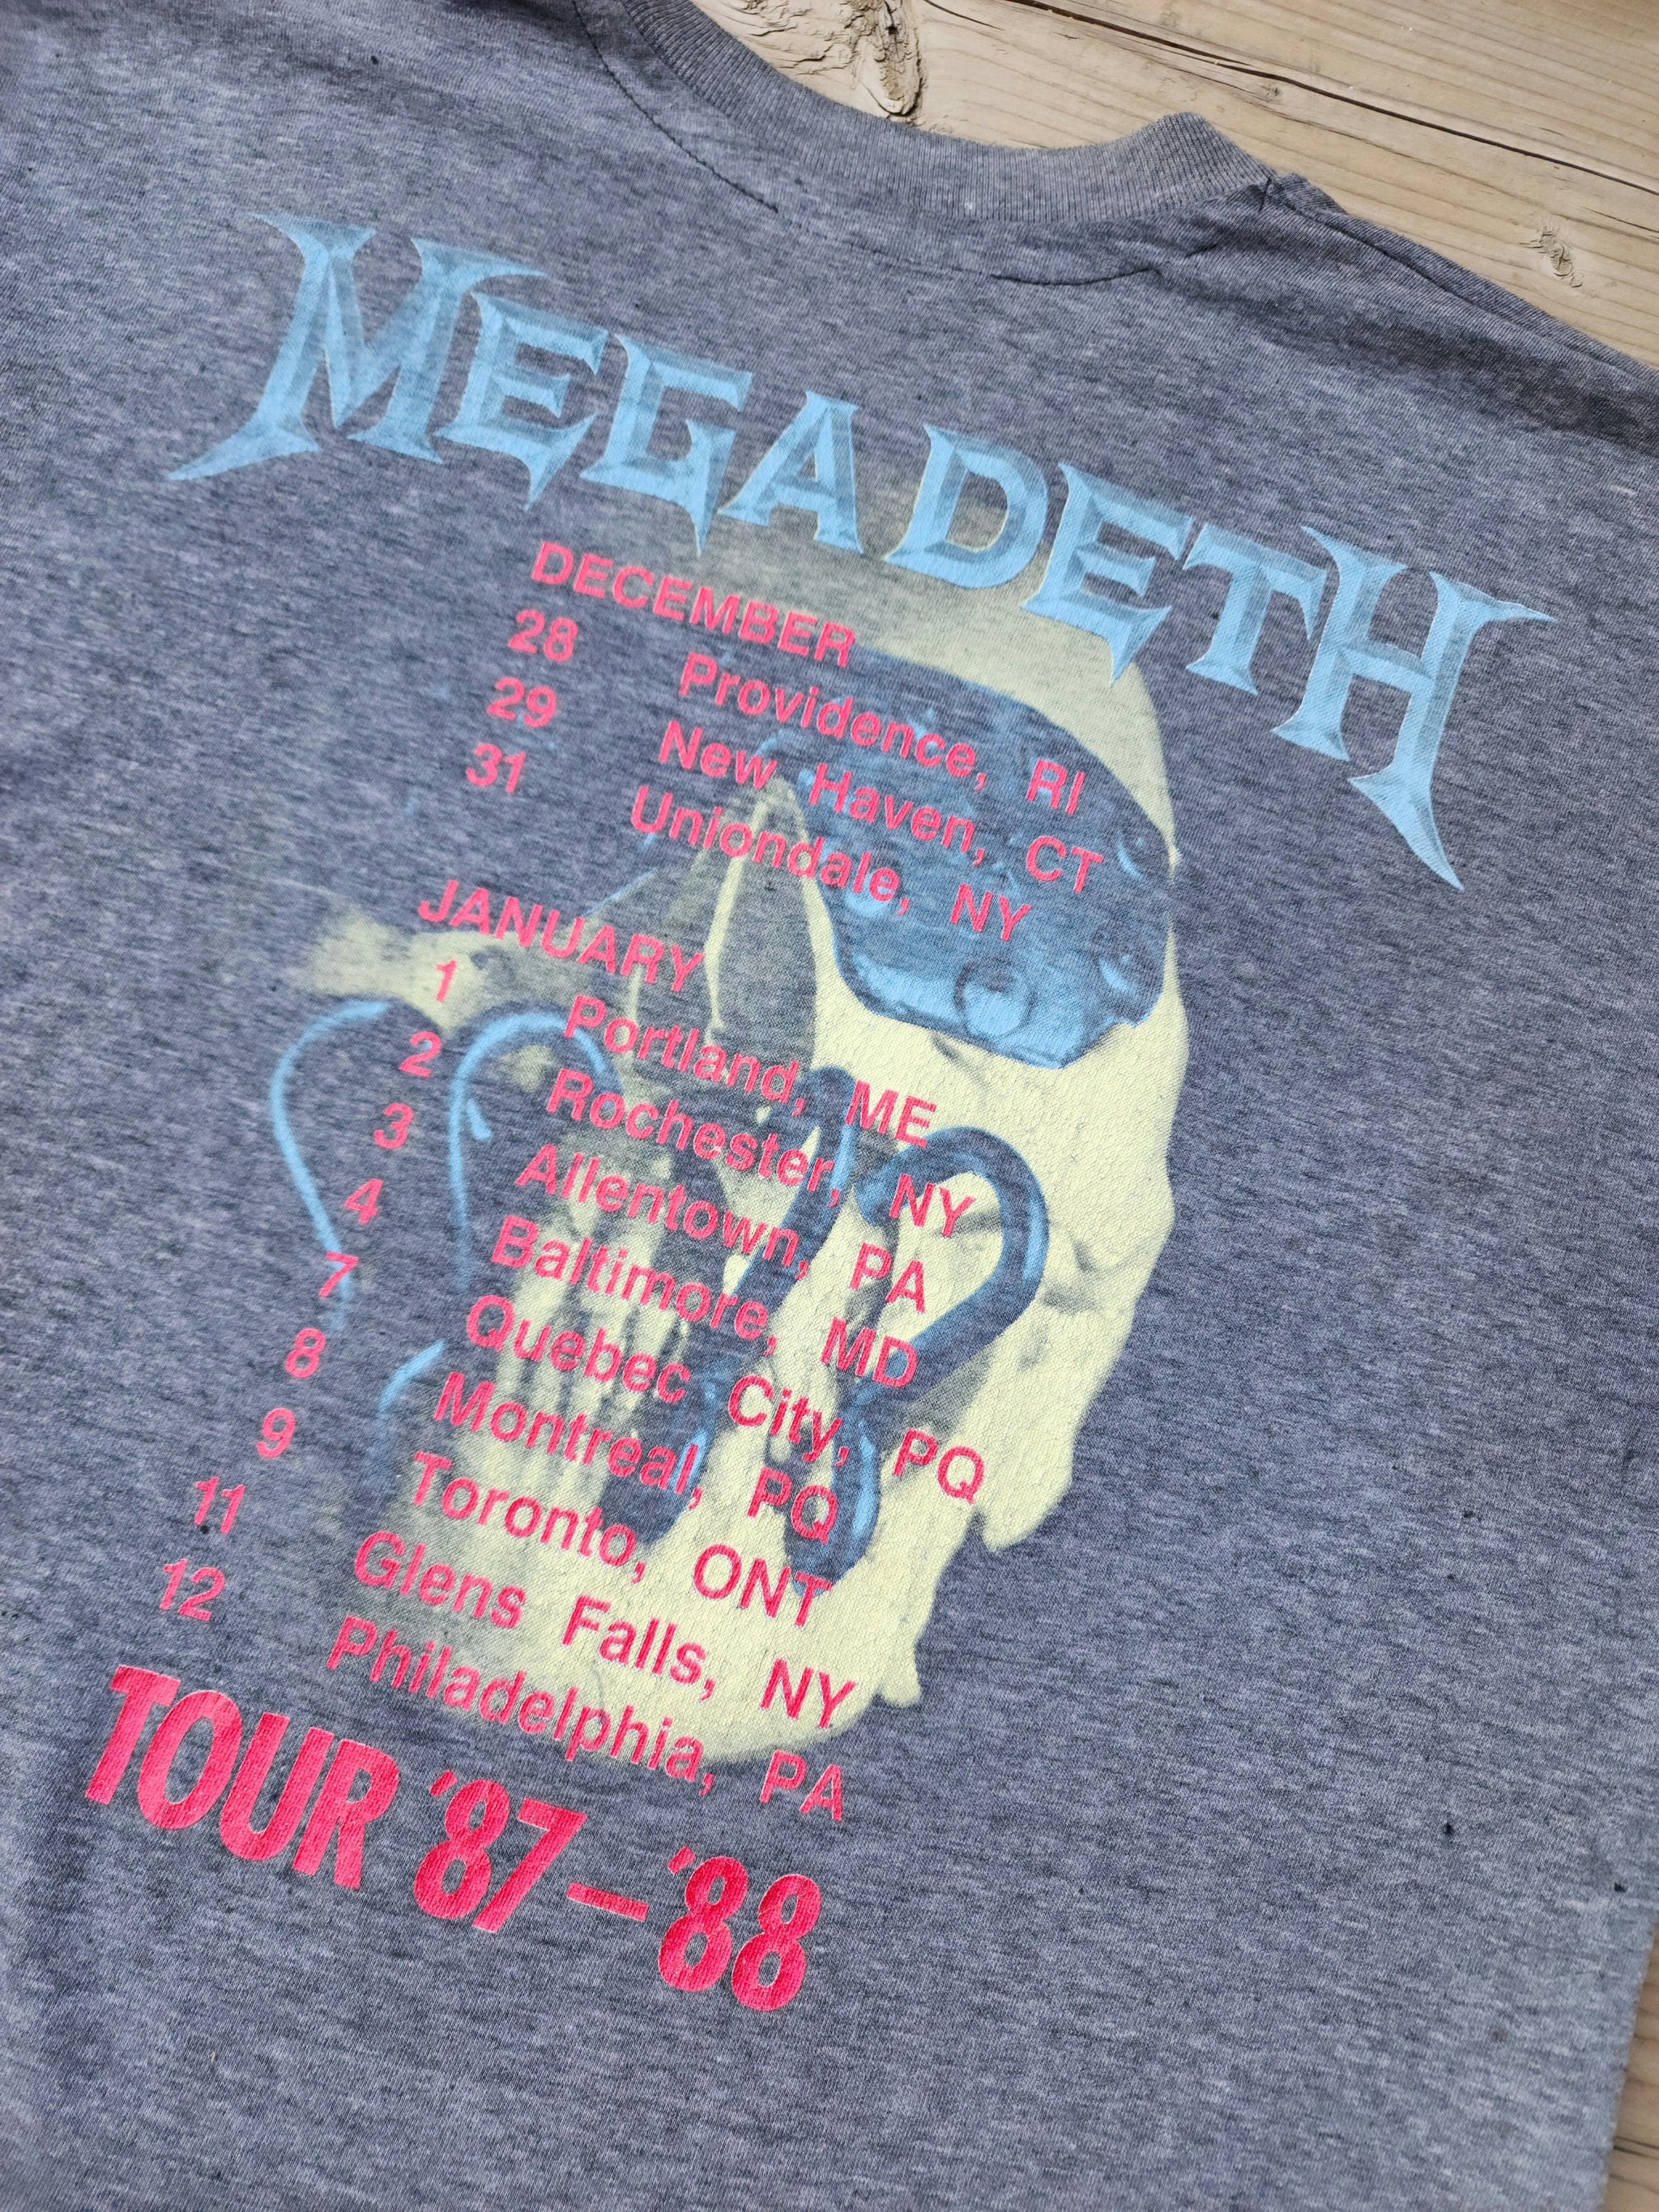 MEGADETH
DECEMBER
28 Providence, RI
29 New Haven, CT
31 Uniondale, NY
JANUARY
1 Portland, ME
2 Rochester, NY
3 Allentown, PA
4 Baltimore, MD
7 Quebec City, PQ
8 Montreal, PQ
9 Toronto, ONT
11 Glens Falls, NY
12 Philadelphia, PA
TOUR '87–'88